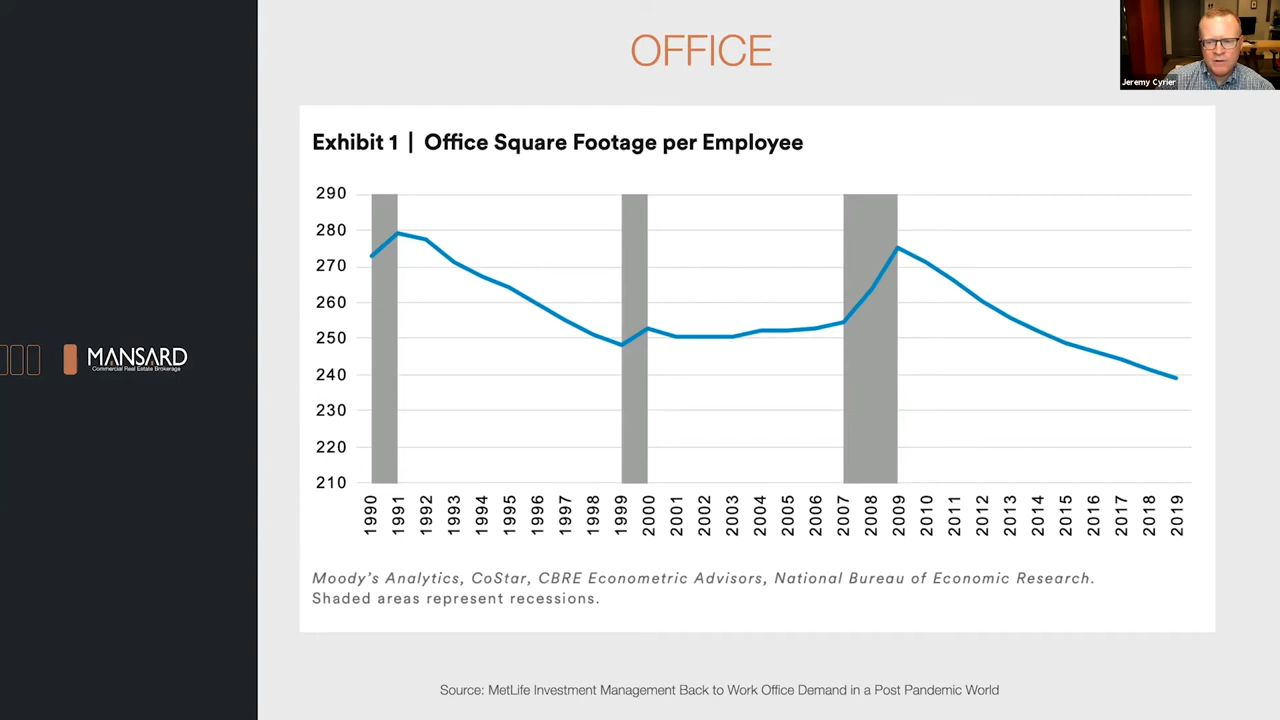 OFFICE
Jeremy Cyrier
Exhibit 1 | Office Square Footage per Employee
290
280
270
260
250
240
230
220
210
1990 1991 1992 1993 1994 1995 1996 1997 1998 1999 2000 2001 2002 2003 2004 2005 2006 2007 2008 2009 2010 2011 2012 2013 2014 2015 2016 2017 2018 2019
Moody's Analytics, CoStar, CBRE Econometric Advisors, National Bureau of Economic Research.
Shaded areas represent recessions.
MANSARD
Commercial Real Estate Brokerage
Source: MetLife Investment Management Back to Work Office Demand in a Post Pandemic World